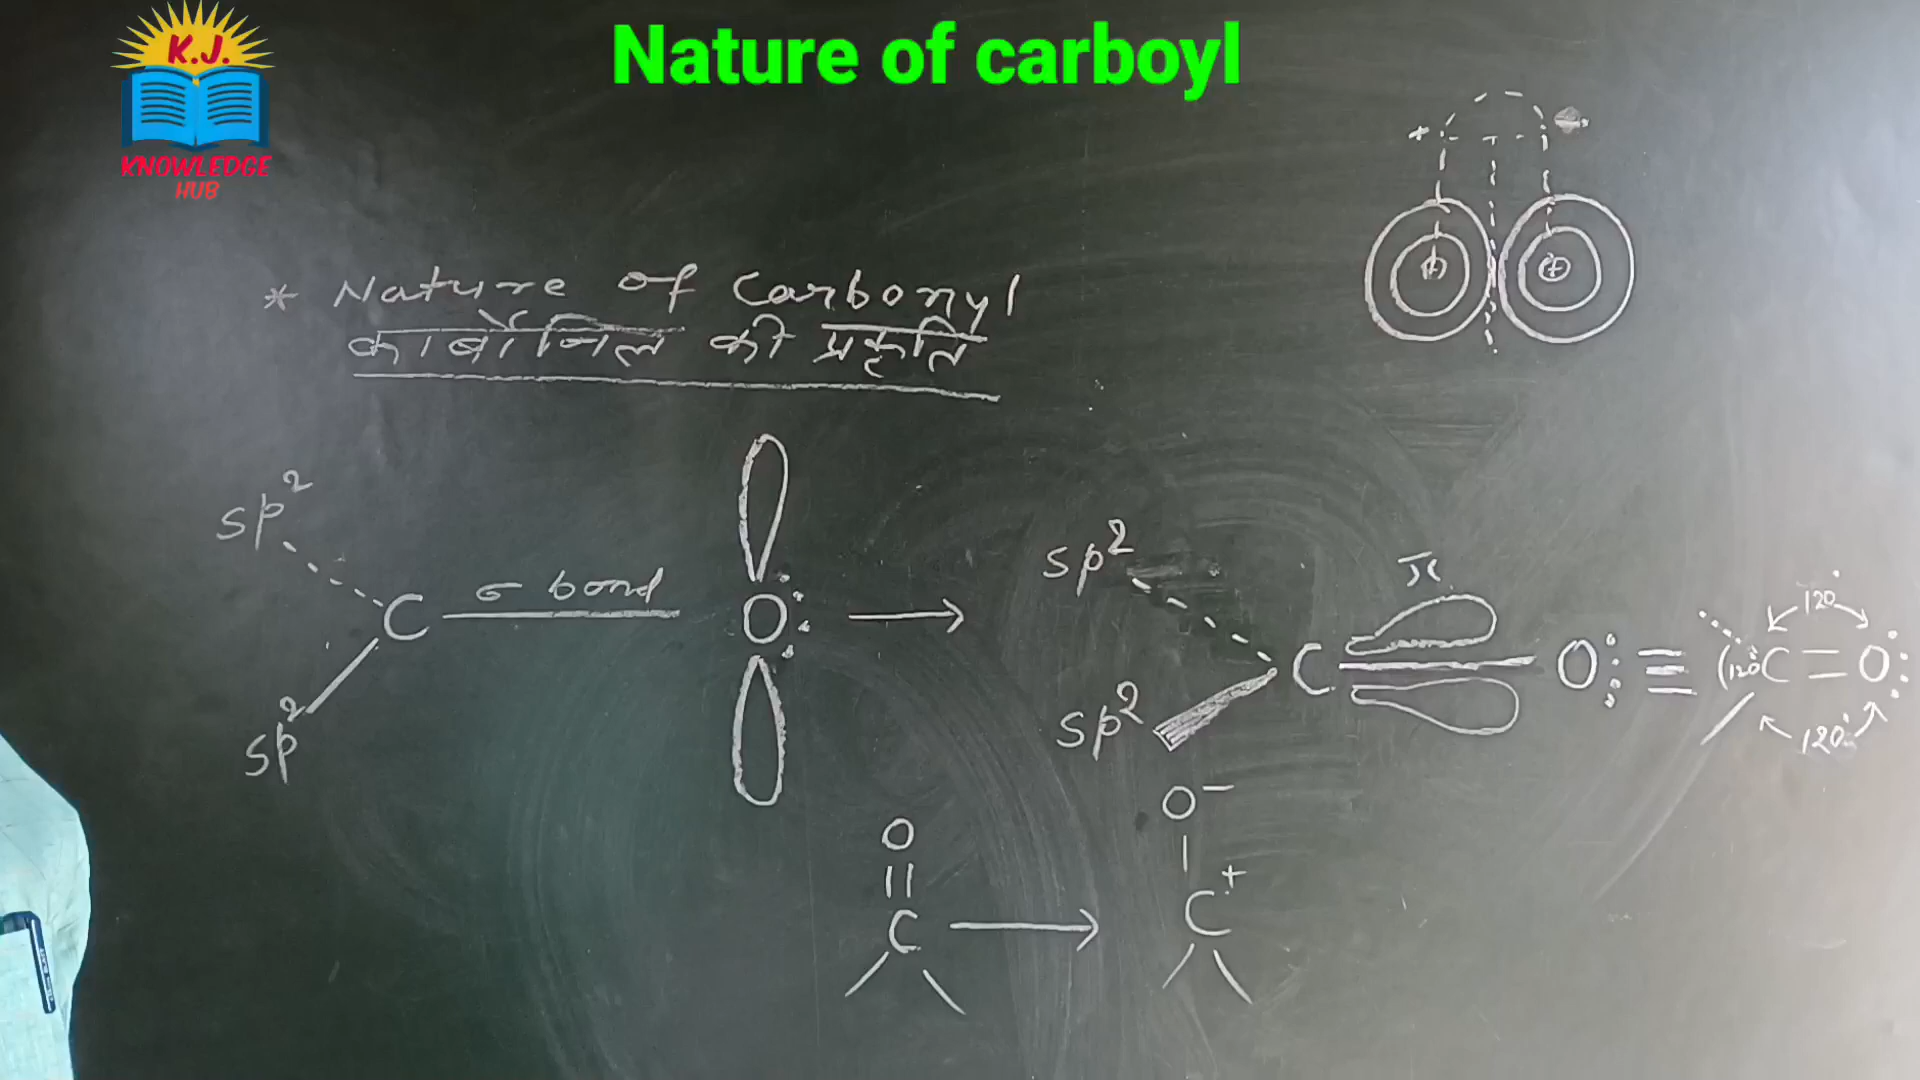 K.J.
KNOWLEDGE
HUB
Nature of carboyl
* Nature of Carbonyl
कार्बोनिल की प्रकृति
sp²
C σ bond O:
sp²
sp²
π
C O: ≡ C = O:
120°
120°
120°
sp²
O
||
C
O⁻
|
C⁺